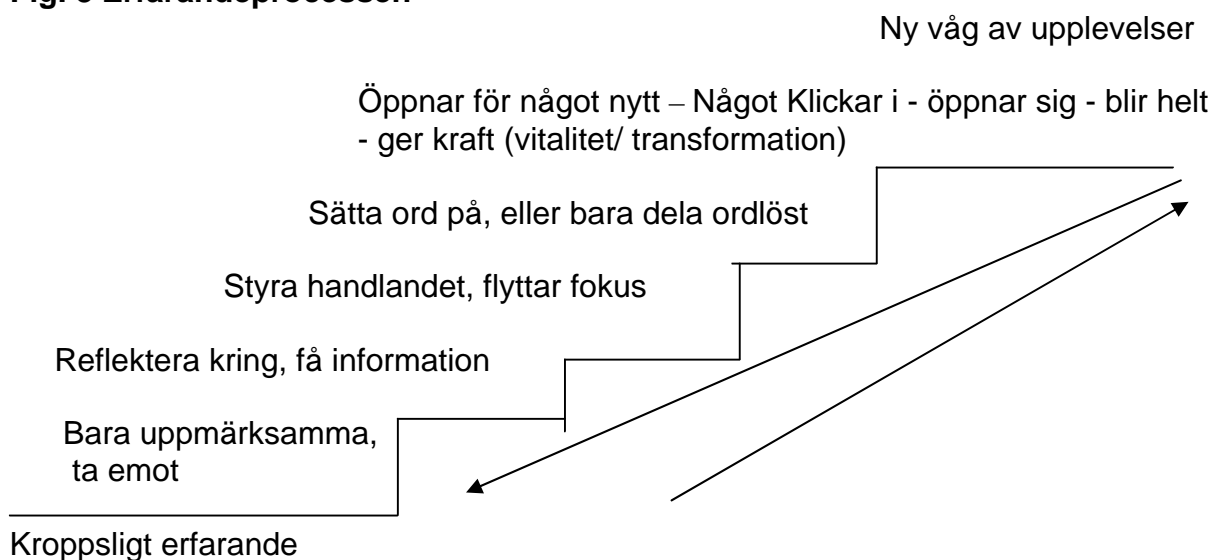 Fig. Erfarandeprocessen
Ny våg av upplevelser
Öppnar för något nytt – Något Klickar i - öppnar sig - blir helt
- ger kraft (vitalitet/ transformation)
Sätta ord på, eller bara dela ordlöst
Styra handlandet, flyttar fokus
Reflektera kring, få information
Bara uppmärksamma,
ta emot
Kroppsligt erfarande